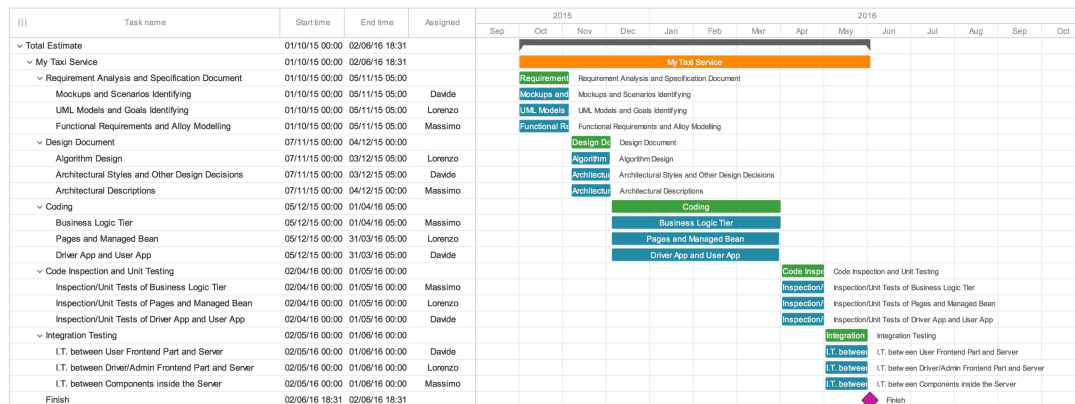 Task name Start time End time Assigned 2015 2016
Sep Oct Nov Dec Jan Feb Mar Apr May Jun Jul Aug Sep Oct
Total Estimate 01/10/15 00:00 02/06/16 18:31
My Taxi Service 01/10/15 00:00 02/06/16 18:31 My Taxi Service
Requirement Analysis and Specification Document 01/10/15 00:00 05/11/15 05:00 Requirement Requirement Analysis and Specification Document
Mockups and Scenarios Identifying 01/10/15 00:00 05/11/15 05:00 Davide Mockups and Mockups and Scenarios Identifying
UML Models and Goals Identifying 01/10/15 00:00 05/11/15 05:00 Lorenzo UML Models UML Models and Goals Identifying
Functional Requirements and Alloy Modelling 01/10/15 00:00 05/11/15 05:00 Massimo Functional Re Functional Requirements and Alloy Modelling
Design Document 07/11/15 00:00 04/12/15 00:00 Design Do Design Document
Algorithm Design 07/11/15 00:00 03/12/15 05:00 Lorenzo Algorithm Algorithm Design
Architectural Styles and Other Design Decisions 07/11/15 00:00 03/12/15 05:00 Davide Architectur Architectural Styles and Other Design Decisions
Architectural Descriptions 07/11/15 00:00 04/12/15 00:00 Massimo Architectur Architectural Descriptions
Coding 05/12/15 00:00 01/04/16 05:00 Coding
Business Logic Tier 05/12/15 00:00 01/04/16 05:00 Massimo Business Logic Tier
Pages and Managed Bean 05/12/15 00:00 31/03/16 05:00 Lorenzo Pages and Managed Bean
Driver App and User App 05/12/15 00:00 31/03/16 05:00 Davide Driver App and User App
Code Inspection and Unit Testing 02/04/16 00:00 01/05/16 00:00 Code Inspe Code Inspection and Unit Testing
Inspection/Unit Tests of Business Logic Tier 02/04/16 00:00 01/05/16 00:00 Massimo Inspection/ Inspection/Unit Tests of Business Logic Tier
Inspection/Unit Tests of Pages and Managed Bean 02/04/16 00:00 01/05/16 00:00 Lorenzo Inspection/ Inspection/Unit Tests of Pages and Managed Bean
Inspection/Unit Tests of Driver App and User App 02/04/16 00:00 01/05/16 00:00 Davide Inspection/ Inspection/Unit Tests of Driver App and User App
Integration Testing 02/05/16 00:00 01/06/16 00:00 Integration Integration Testing
I.T. between User Frontend Part and Server 02/05/16 00:00 01/06/16 00:00 Davide I.T. betwee I.T. between User Frontend Part and Server
I.T. between Driver/Admin Frontend Part and Server 02/05/16 00:00 01/06/16 00:00 Lorenzo I.T. betwee I.T. between Driver/Admin Frontend Part and Server
I.T. between Components inside the Server 02/05/16 00:00 01/06/16 00:00 Massimo I.T. betwee I.T. between Components inside the Server
Finish 02/06/16 18:31 02/06/16 18:31 Finish